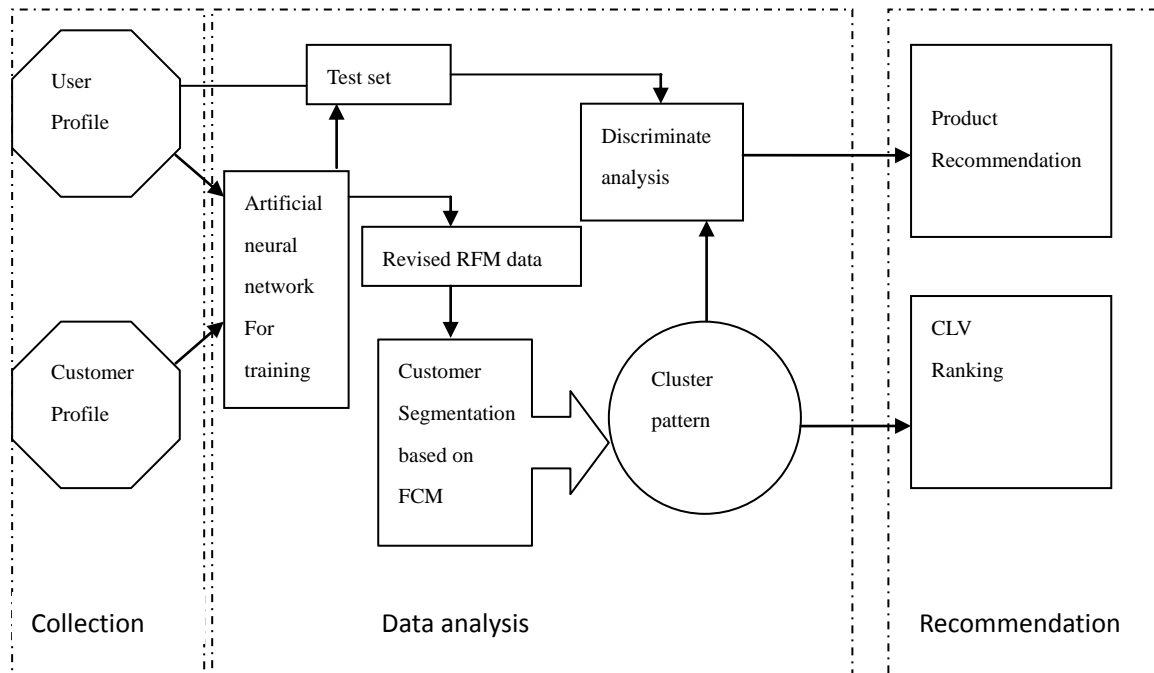 User
Profile
Customer
Profile
Collection
Test set
Artificial
neural
network
For
training
Revised RFM data
Customer
Segmentation
based on
FCM
Discriminate
analysis
Cluster
pattern
Data analysis
Product
Recommendation
CLV
Ranking
Recommendation